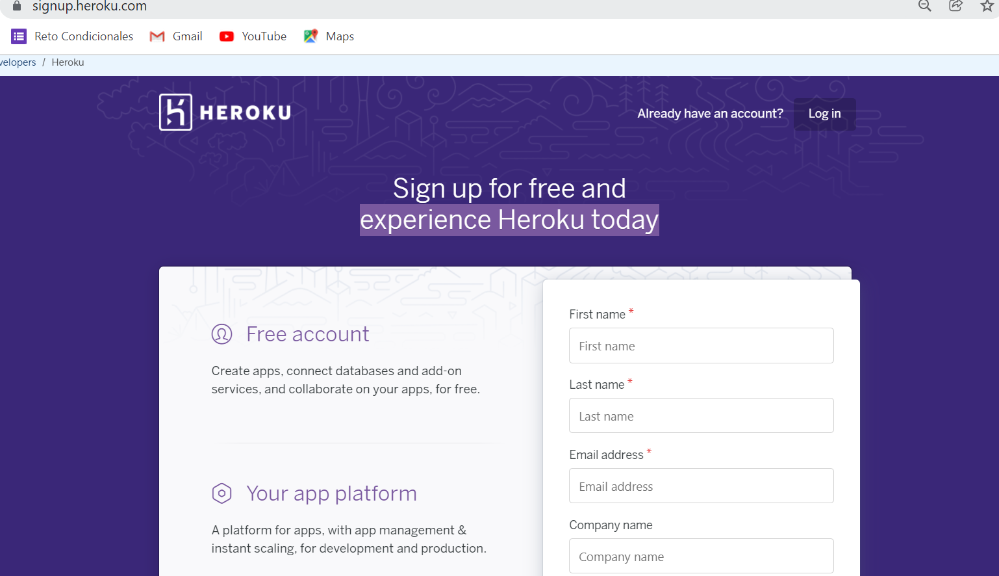 signup.heroku.com
Reto Condicionales Gmail YouTube Maps
velopers / Heroku
HEROKU
Already have an account? Log in
Sign up for free and
experience Heroku today
Free account
Create apps, connect databases and add-on
services, and collaborate on your apps, for free.
Your app platform
A platform for apps, with app management &
instant scaling, for development and production.
First name *
First name
Last name *
Last name
Email address *
Email address
Company name
Company name